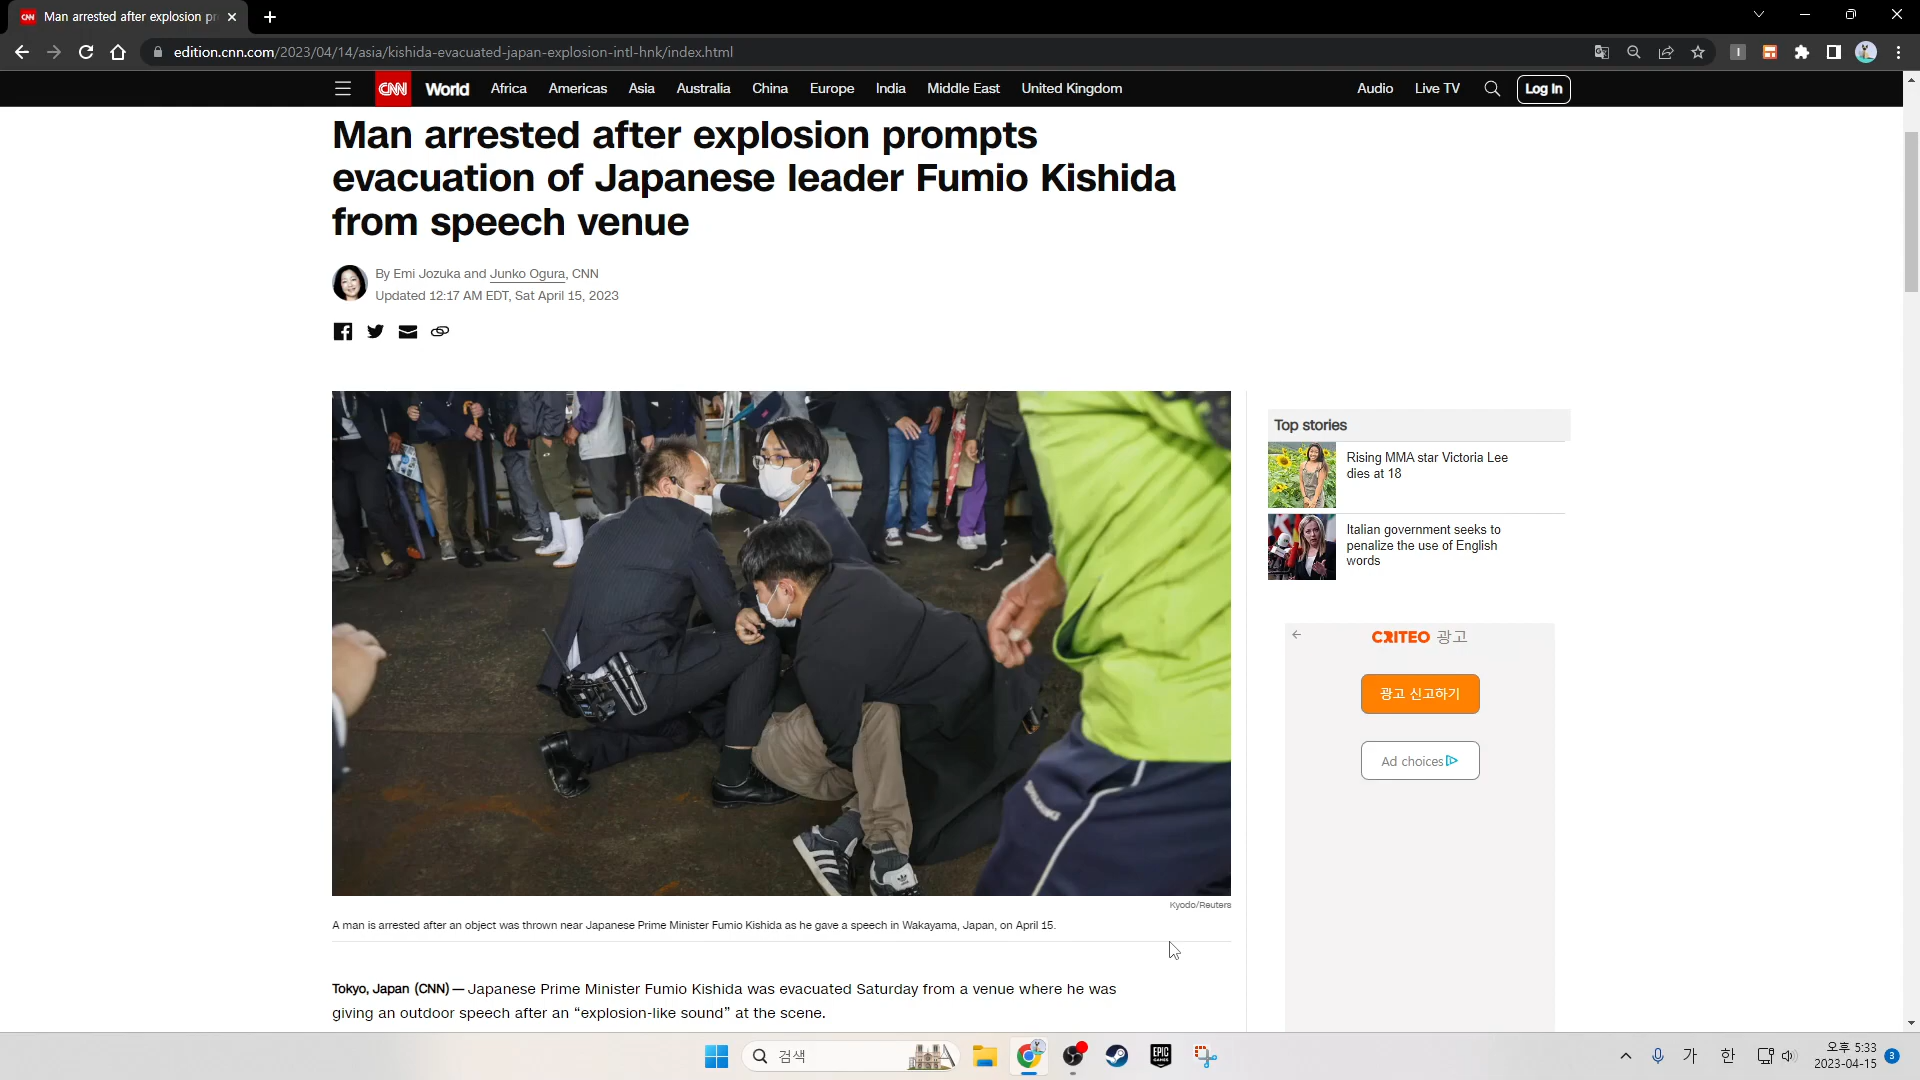 Man arrested after explosion pr
edition.cnn.com/2023/04/14/asia/kishida-evacuated-japan-explosion-intl-hnk/index.html
CNN World Africa Americas Asia Australia China Europe India Middle East United Kingdom Audio Live TV Log In
Man arrested after explosion prompts
evacuation of Japanese leader Fumio Kishida
from speech venue
By Emi Jozuka and Junko Ogura, CNN
Updated 12:17 AM EDT, Sat April 15, 2023
Top stories
Rising MMA star Victoria Lee
dies at 18
Italian government seeks to
penalize the use of English
words
CRITEO 광고
광고 신고하기
Ad choices
Kyodo/Reuters
A man is arrested after an object was thrown near Japanese Prime Minister Fumio Kishida as he gave a speech in Wakayama, Japan, on April 15.
Tokyo, Japan (CNN) — Japanese Prime Minister Fumio Kishida was evacuated Saturday from a venue where he was
giving an outdoor speech after an “explosion-like sound” at the scene.
검색
EPIC GAMES
가 한
오후 5:33
2023-04-15
3